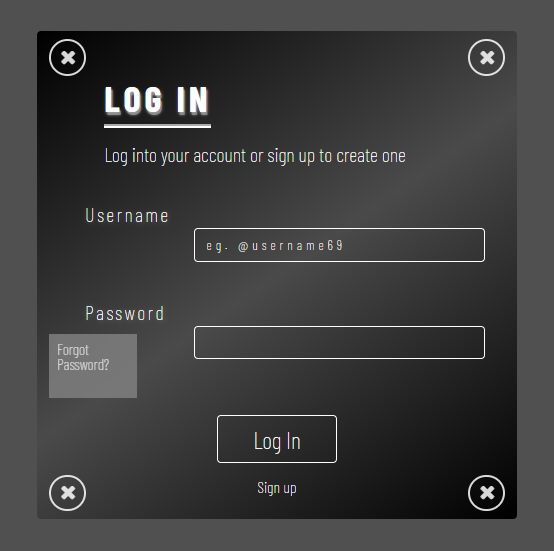 LOG IN
Log into your account or sign up to create one
Username
eg. @username69
Password
Forgot
Password?
Log In
Sign up